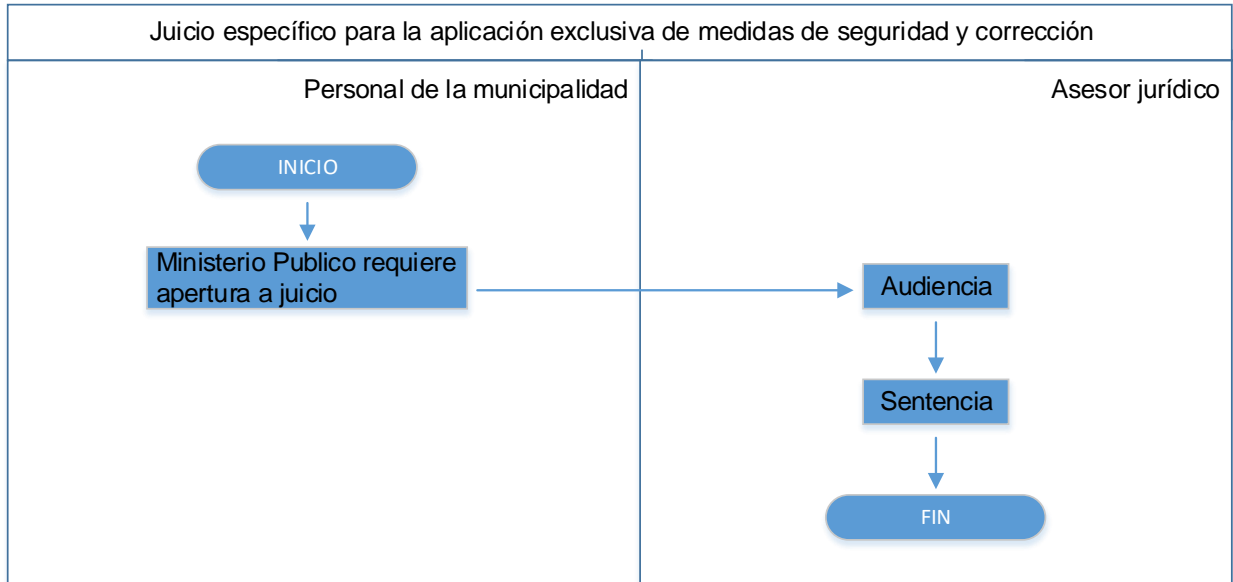 Juicio específico para la aplicación exclusiva de medidas de seguridad y corrección
Personal de la municipalidad
Asesor jurídico
INICIO
Ministerio Publico requiere
apertura a juicio
Audiencia
Sentencia
FIN